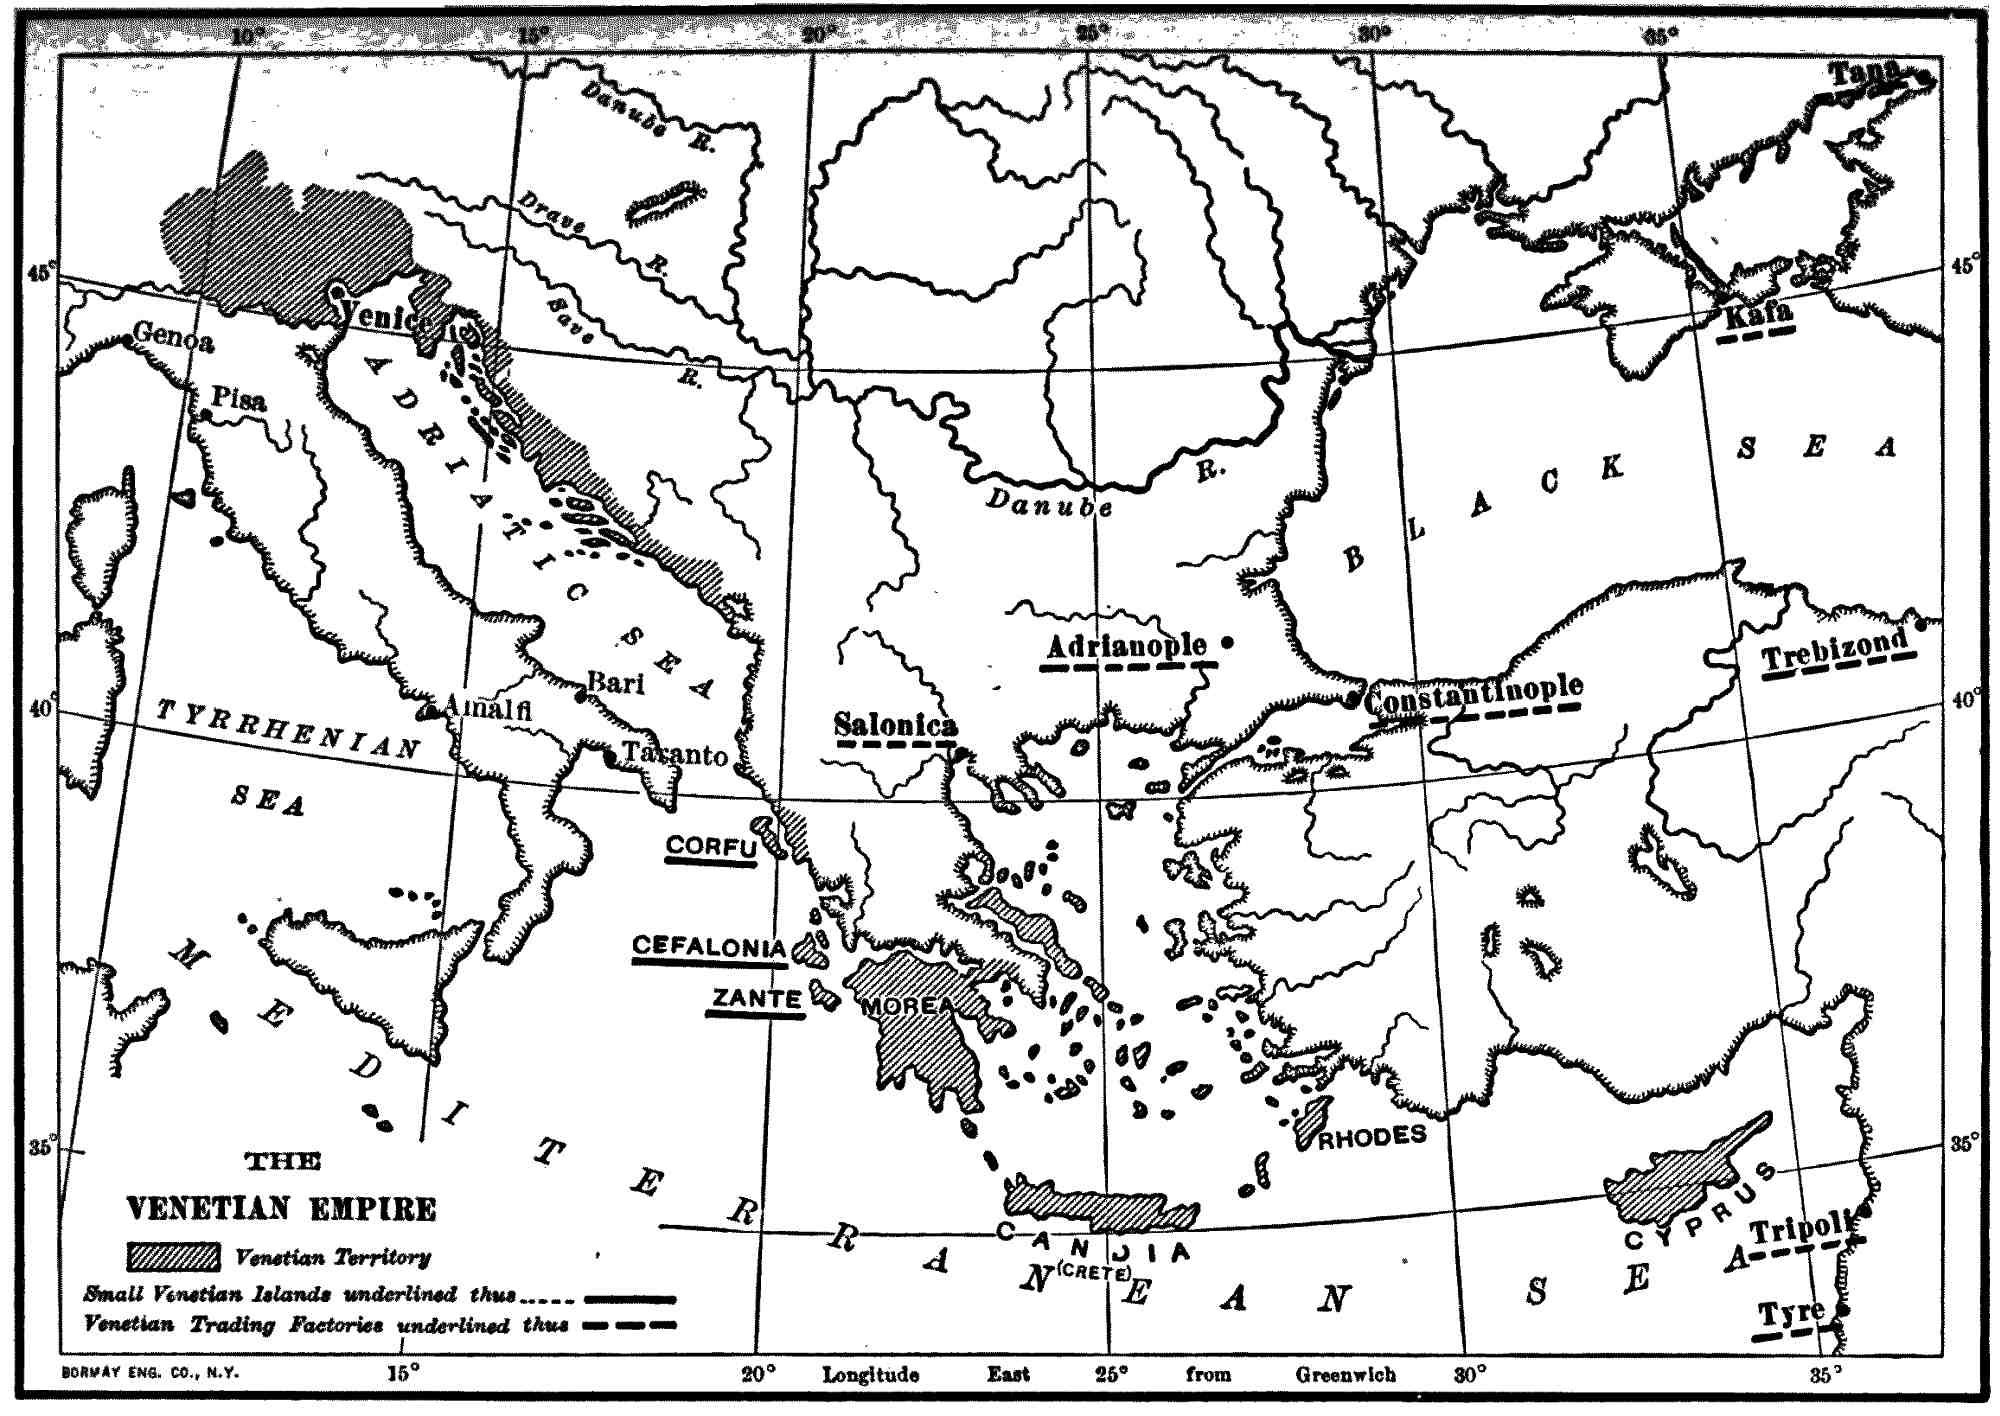 10° 15° 20° 25° 30° 35°
Tana
Danube R.
Drave R.
Save R.
45° 45°
Venice
Genoa
Kafa
Pisa
ADRIATIC SEA
BLACK SEA
Danube R.
Adrianople
Trebizond
Constantinople
Bari
Amalfi
40° 40°
Salonica
Taranto
TYRRHENIAN
SEA
CORFU
CEFALONIA
ZANTE
MOREA
MEDITERRANEAN SEA
RHODES
35° 35°
CYPRUS
Tripoli
CANDIA
(CRETE)
Tyre
THE
VENETIAN EMPIRE
Venetian Territory
Small Venetian Islands underlined thus
Venetian Trading Factories underlined thus
BORMAY ENG. CO., N.Y.
15° 20° Longitude East 25° from Greenwich 30° 35°